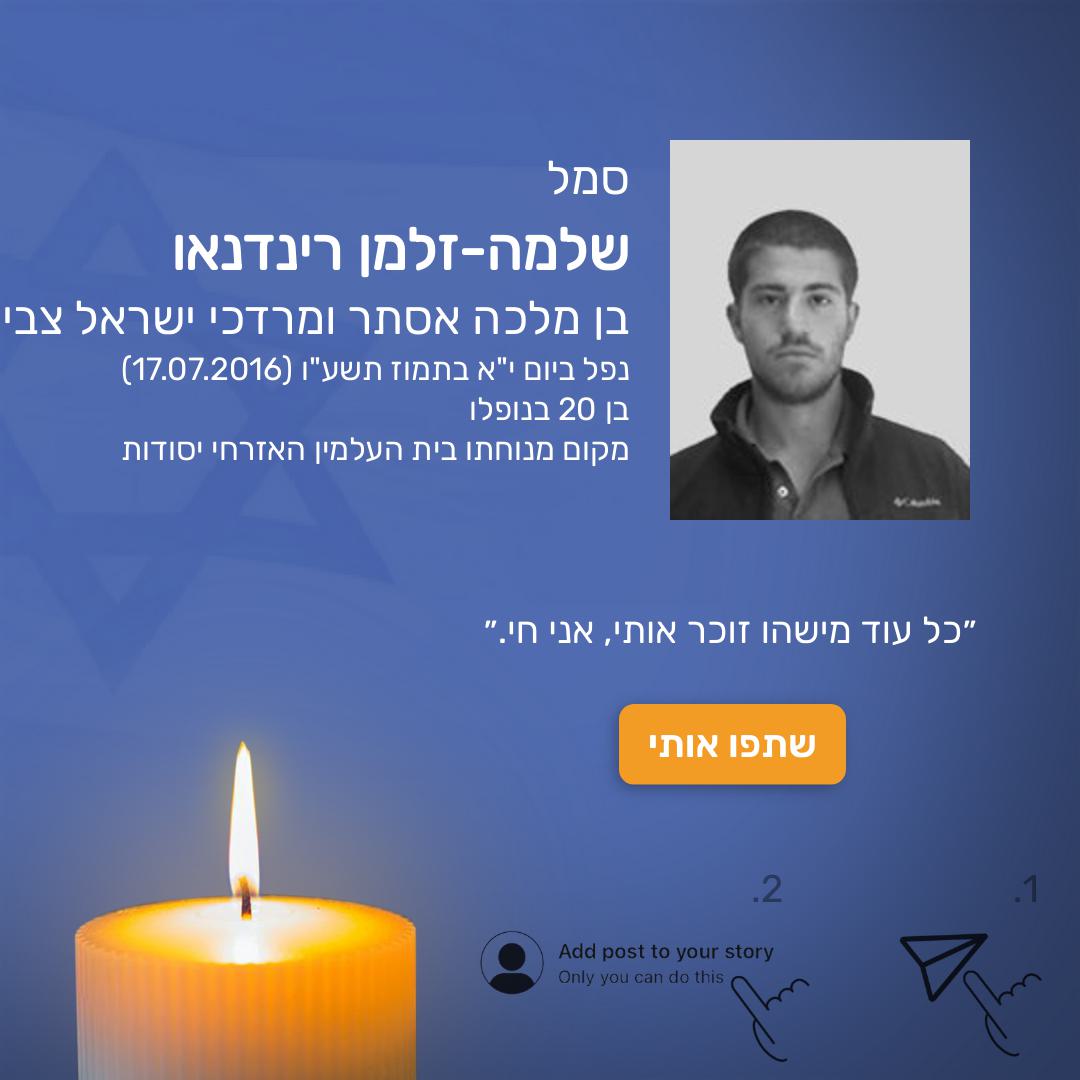 סמל
שלמה-זלמן רינדנאו
בן מלכה אסתר ומרדכי ישראל צבי
נפל ביום י"א בתמוז תשע"ו (17.07.2016)
בן 20 בנופלו
מקום מנוחתו בית העלמין האזרחי יסודות
״כל עוד מישהו זוכר אותי, אני חי.״
שתפו אותי
1.
2.
Add post to your story
Only you can do this
Columbia